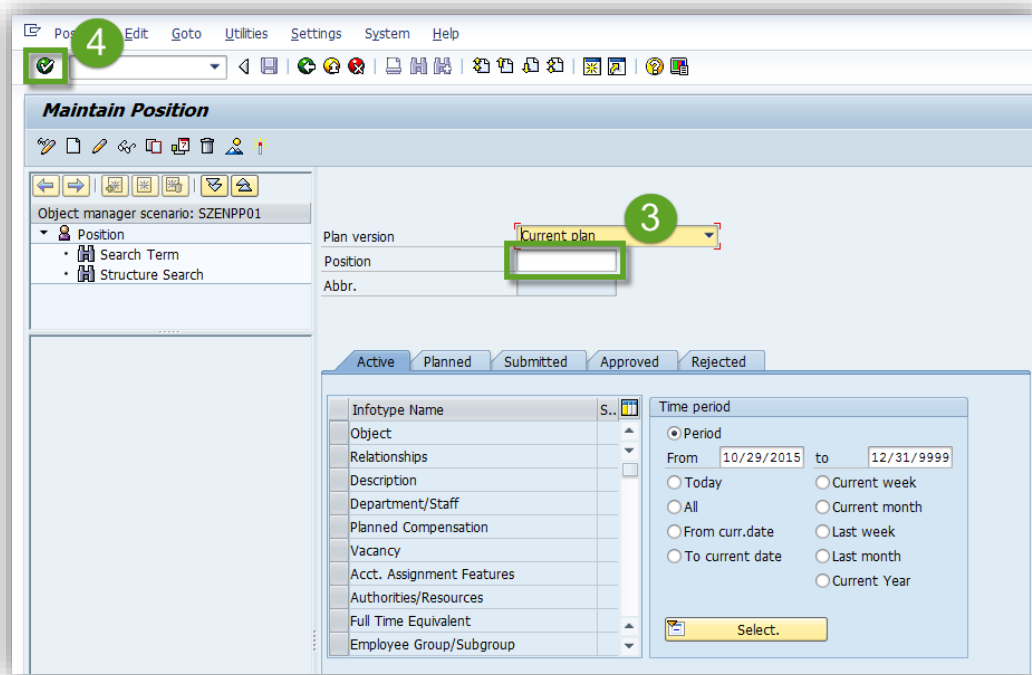 Pos Edit Goto Utilities Settings System Help
4
Maintain Position
Object manager scenario: SZENPP01
Position
Search Term
Structure Search
3
Plan version Current plan
Position
Abbr.
Active Planned Submitted Approved Rejected
Infotype Name S..
Object
Relationships
Description
Department/Staff
Planned Compensation
Vacancy
Acct. Assignment Features
Authorities/Resources
Full Time Equivalent
Employee Group/Subgroup
Time period
Period
From 10/29/2015 to 12/31/9999
Today Current week
All Current month
From curr.date Last week
To current date Last month
Current Year
Select.